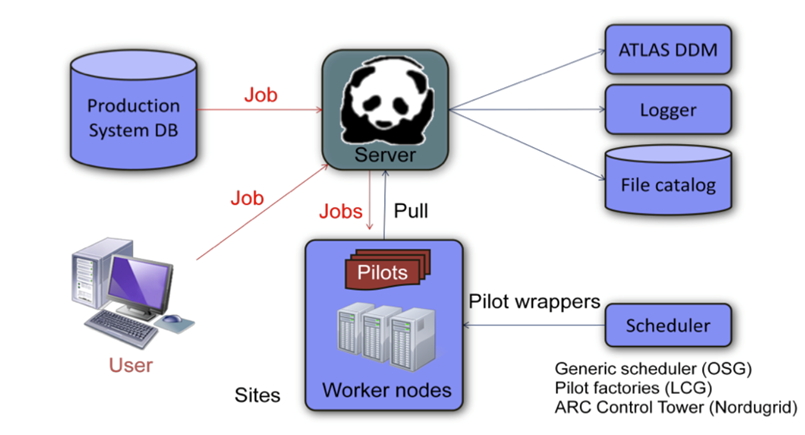 Production
System DB
Job
Server
ATLAS DDM
Logger
File catalog
Job
Jobs
Pull
User
Pilots
Worker nodes
Sites
Pilot wrappers
Scheduler
Generic scheduler (OSG)
Pilot factories (LCG)
ARC Control Tower (Nordugrid)